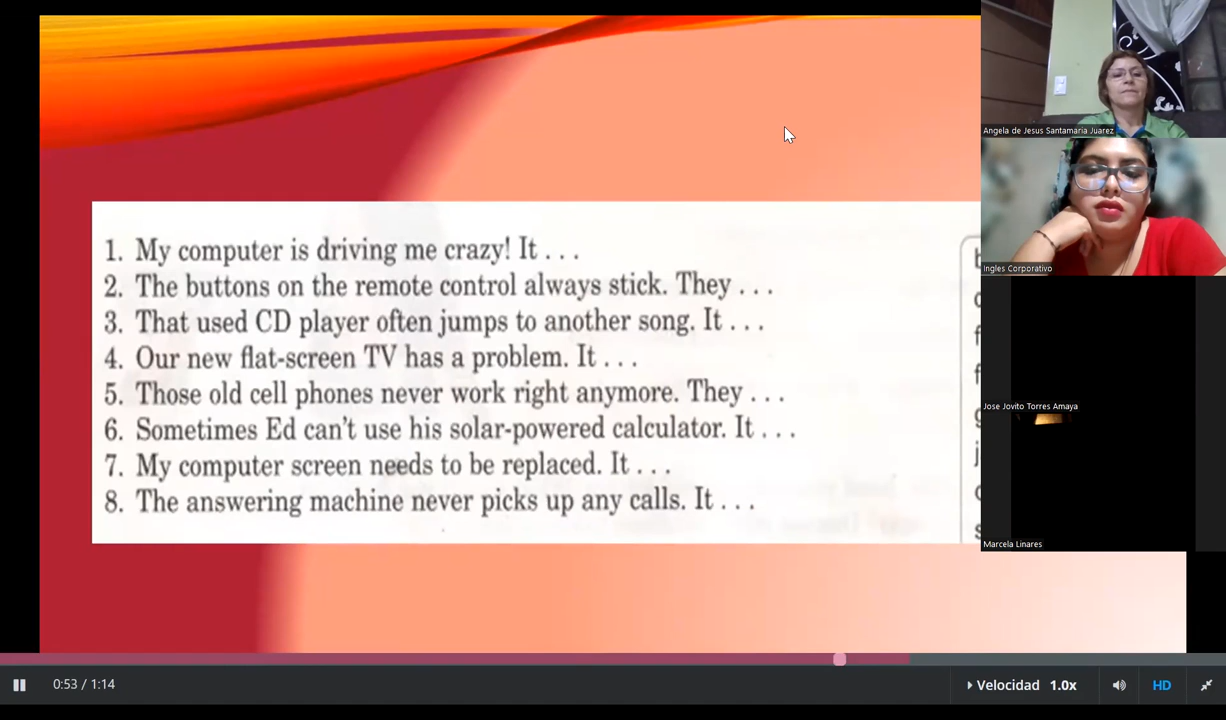 1. My computer is driving me crazy! It . . .
2. The buttons on the remote control always stick. They . . .
3. That used CD player often jumps to another song. It . . .
4. Our new flat-screen TV has a problem. It . . .
5. Those old cell phones never work right anymore. They . . .
6. Sometimes Ed can't use his solar-powered calculator. It . . .
7. My computer screen needs to be replaced. It . . .
8. The answering machine never picks up any calls. It . . .
Angela de Jesus Santamaria Juarez
Ingles Corporativo
Jose Jovito Torres Amaya
Marcela Linares
0:53 / 1:14
Velocidad 1.0x
HD